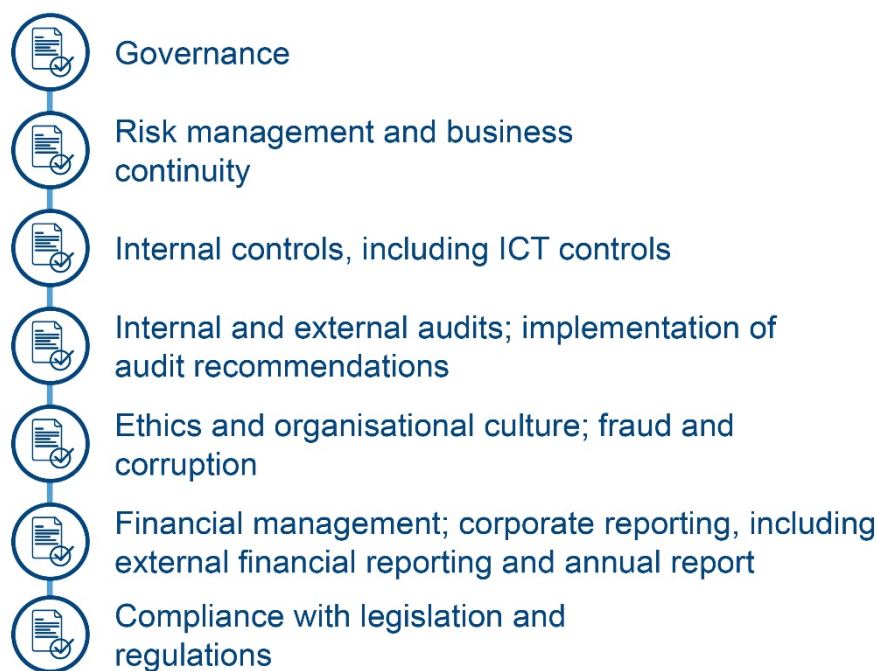 Governance
Risk management and business
continuity
Internal controls, including ICT controls
Internal and external audits; implementation of
audit recommendations
Ethics and organisational culture; fraud and
corruption
Financial management; corporate reporting, including
external financial reporting and annual report
Compliance with legislation and
regulations